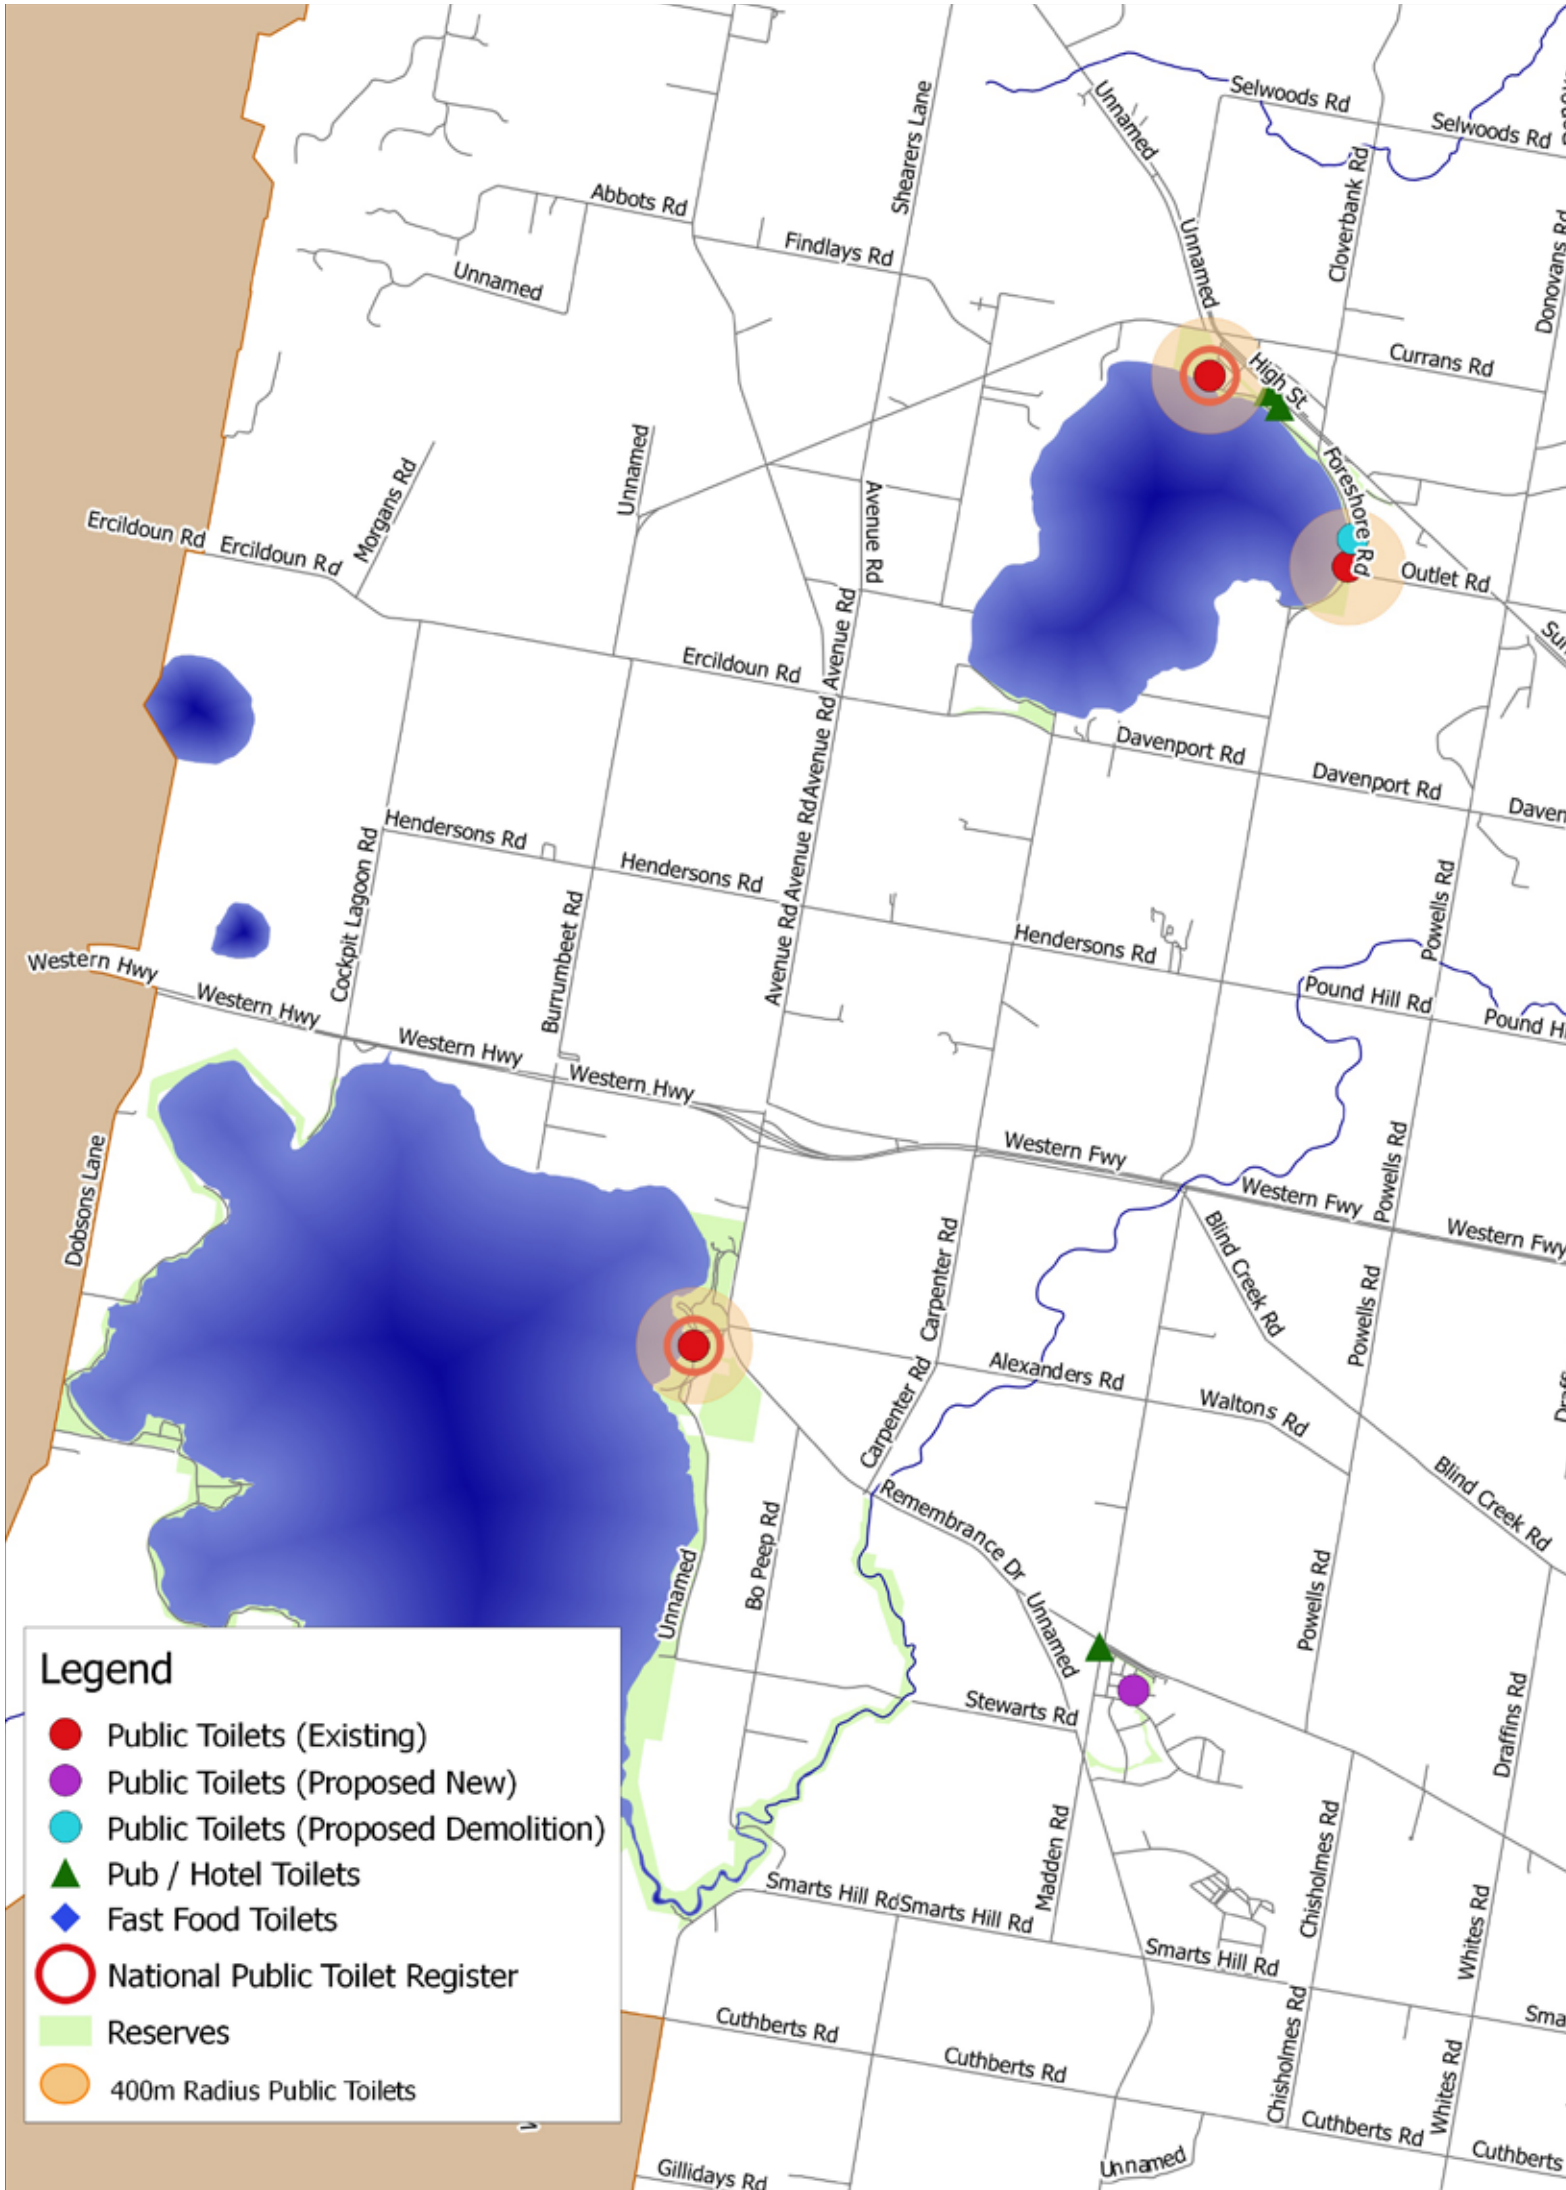 Selwoods Rd
Selwoods Rd
Unnamed
Shearers Lane
Cloverbank Rd
Abbots Rd
Findlays Rd
Unnamed
Unnamed
Donovans Rd
Currans Rd
High St
Foreshore Rd
Outlet Rd
Morgans Rd
Unnamed
Avenue Rd
Ercildoun Rd
Ercildoun Rd
Ercildoun Rd
Avenue Rd
Avenue Rd
Avenue Rd
Avenue Rd
Davenport Rd
Davenport Rd
Daven
Hendersons Rd
Hendersons Rd
Hendersons Rd
Cockpit Lagoon Rd
Burrumbeet Rd
Powells Rd
Pound Hill Rd
Pound Hi
Western Hwy
Western Hwy
Western Hwy
Western Hwy
Western Fwy
Western Fwy
Western Fwy
Dobsons Lane
Powells Rd
Blind Creek Rd
Carpenter Rd
Powells Rd
Alexanders Rd
Waltons Rd
Carpenter Rd
Blind Creek Rd
Remembrance Dr
Bo Peep Rd
Unnamed
Unnamed
Powells Rd
Stewarts Rd
Draffins Rd
Madden Rd
Chisholmes Rd
Smarts Hill Rd
Smarts Hill Rd
Smarts Hill Rd
Sma
Whites Rd
Cuthberts Rd
Cuthberts Rd
Chisholmes Rd
Whites Rd
Cuthberts Rd
Cuthberts
Unnamed
Gillidays Rd
Legend
Public Toilets (Existing)
Public Toilets (Proposed New)
Public Toilets (Proposed Demolition)
Pub / Hotel Toilets
Fast Food Toilets
National Public Toilet Register
Reserves
400m Radius Public Toilets